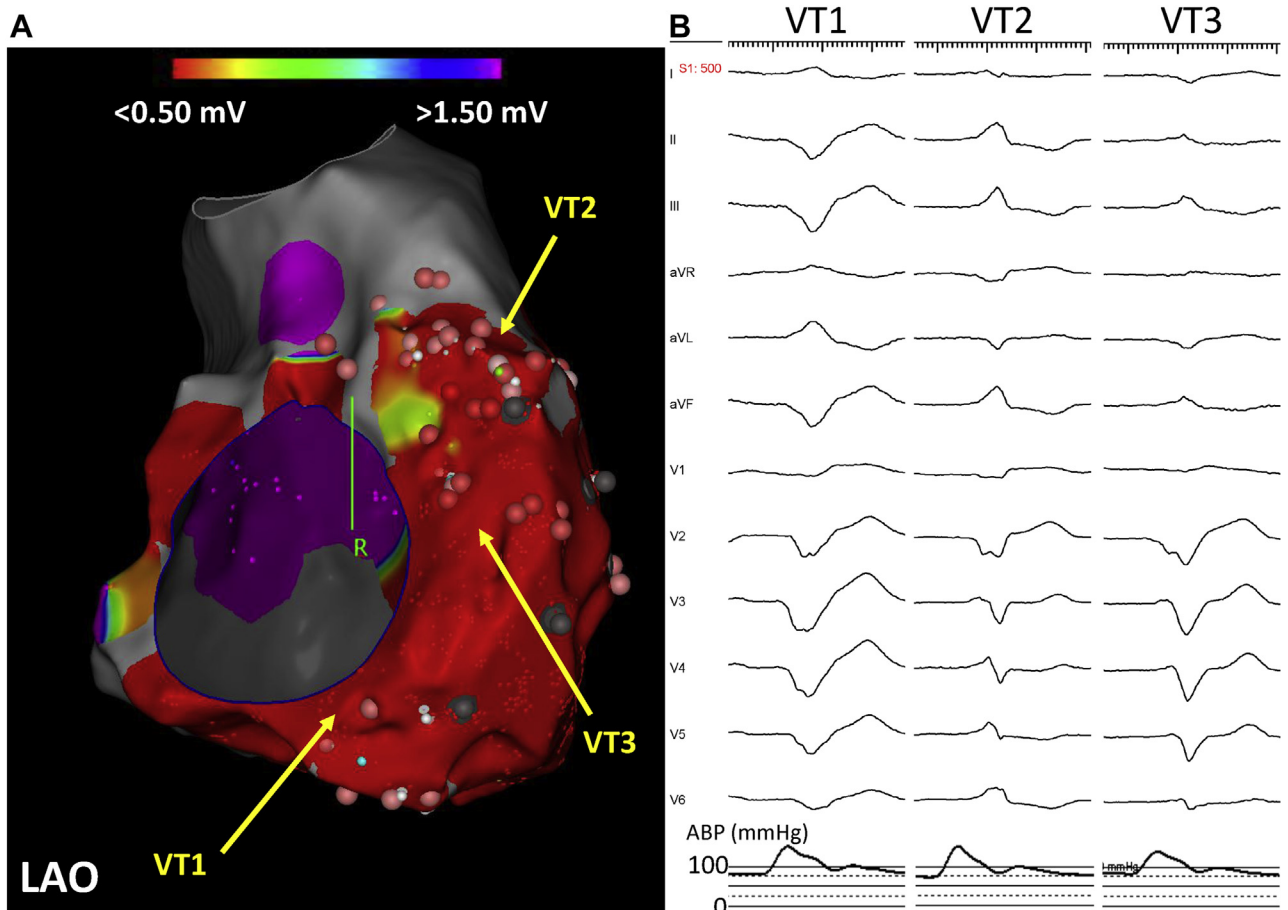 A
<0.50 mV
>1.50 mV
VT2
R
VT3
VT1
LAO
B
VT1
VT2
VT3
I
S1: 500
II
III
aVR
aVL
aVF
V1
V2
V3
V4
V5
V6
ABP (mmHg)
100
mmHg
0